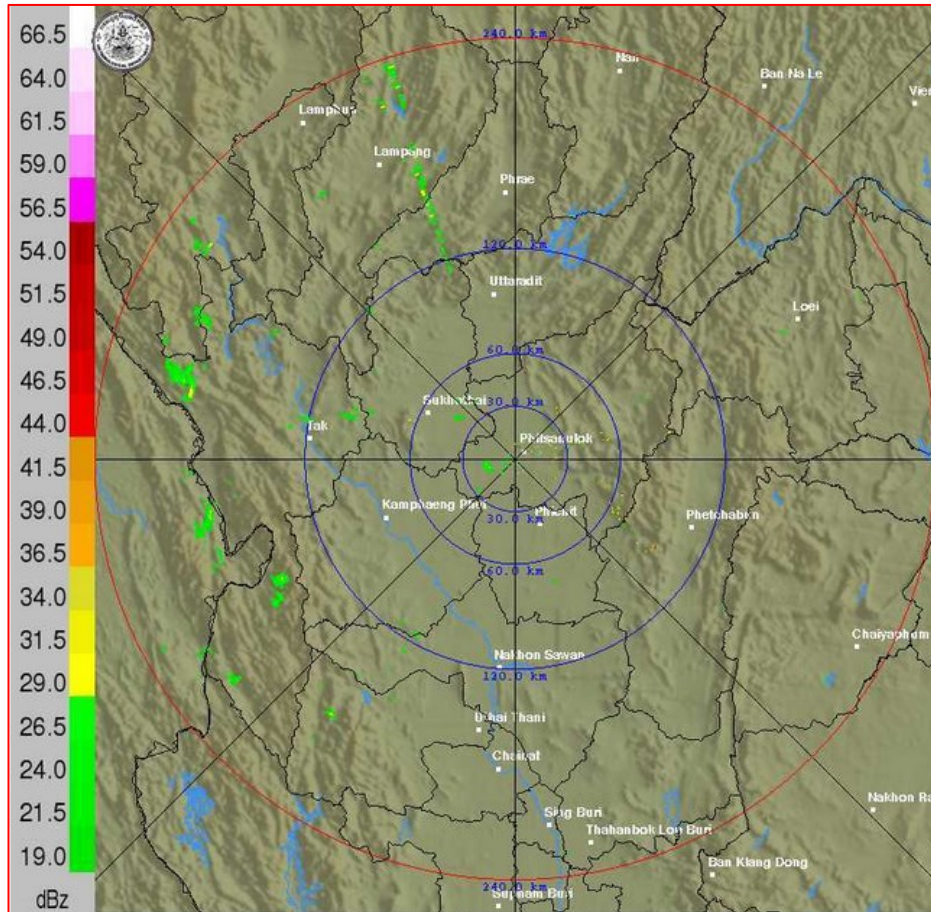 66.5
64.0
61.5
59.0
56.5
54.0
51.5
49.0
46.5
44.0
41.5
39.0
36.5
34.0
31.5
29.0
26.5
24.0
21.5
19.0
dBz
240.0 km
Nan
Ban Na Le
Lamphun
Lampang
Phrae
120.0 km
Uttaradit
Loei
60.0 km
Sukhothai
30.0 km
Tak
Phitsanulok
Kamphaeng Phet
30.0 km
Phichit
Phetchabun
60.0 km
Chaiyaphum
Nakhon Sawan
120.0 km
Uthai Thani
Chainat
Nakhon Ra
Sing Buri
Thahanbok Lop Buri
Ban Klang Dong
240.0 km
Suphan Buri